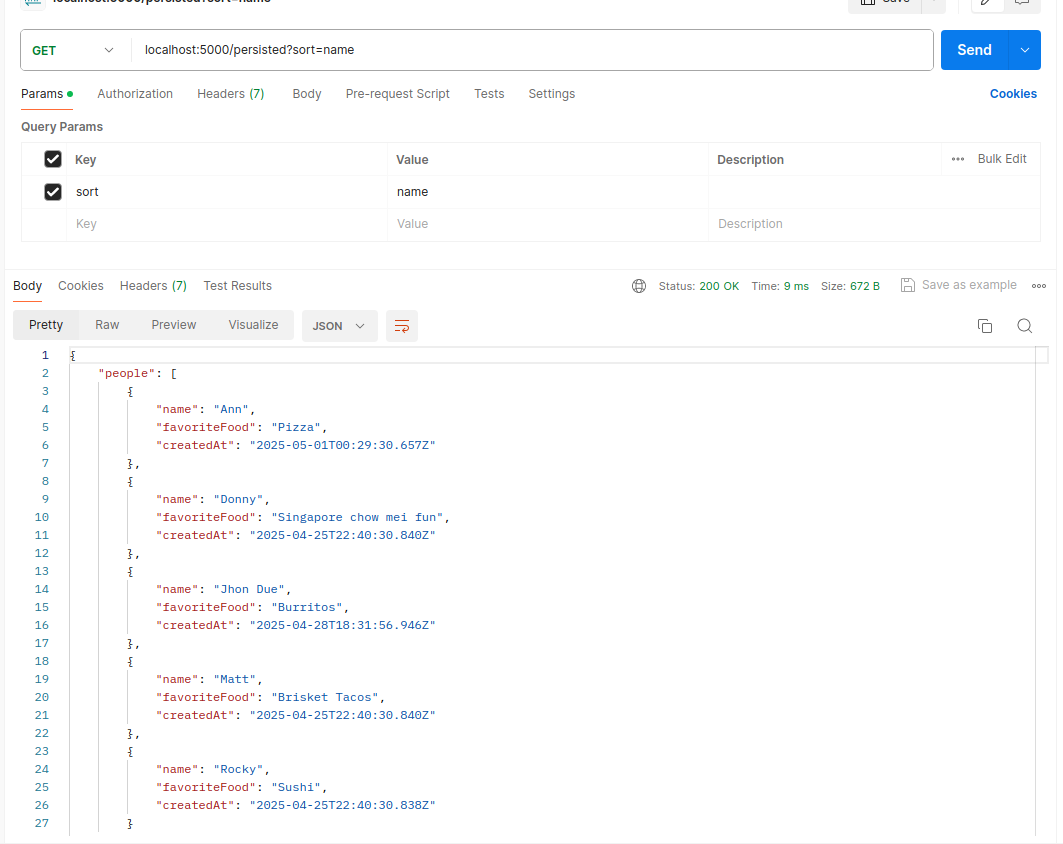 localhost:5000/persisted?sort=name Save
GET localhost:5000/persisted?sort=name Send
Params Authorization Headers (7) Body Pre-request Script Tests Settings Cookies
Query Params
Key Value Description Bulk Edit
sort name
Key Value Description
Body Cookies Headers (7) Test Results Status: 200 OK Time: 9 ms Size: 672 B Save as example
Pretty Raw Preview Visualize JSON
1 {
2 "people": [
3 {
4 "name": "Ann",
5 "favoriteFood": "Pizza",
6 "createdAt": "2025-05-01T00:29:30.657Z"
7 },
8 {
9 "name": "Donny",
10 "favoriteFood": "Singapore chow mei fun",
11 "createdAt": "2025-04-25T22:40:30.840Z"
12 },
13 {
14 "name": "Jhon Due",
15 "favoriteFood": "Burritos",
16 "createdAt": "2025-04-28T18:31:56.946Z"
17 },
18 {
19 "name": "Matt",
20 "favoriteFood": "Brisket Tacos",
21 "createdAt": "2025-04-25T22:40:30.840Z"
22 },
23 {
24 "name": "Rocky",
25 "favoriteFood": "Sushi",
26 "createdAt": "2025-04-25T22:40:30.838Z"
27 }